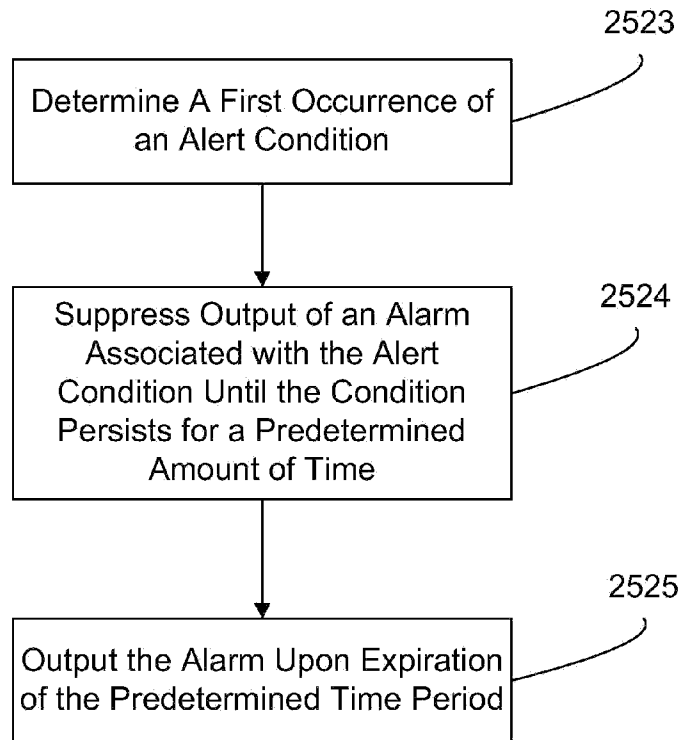 2523
Determine A First Occurrence of
an Alert Condition
2524
Suppress Output of an Alarm
Associated with the Alert
Condition Until the Condition
Persists for a Predetermined
Amount of Time
2525
Output the Alarm Upon Expiration
of the Predetermined Time Period